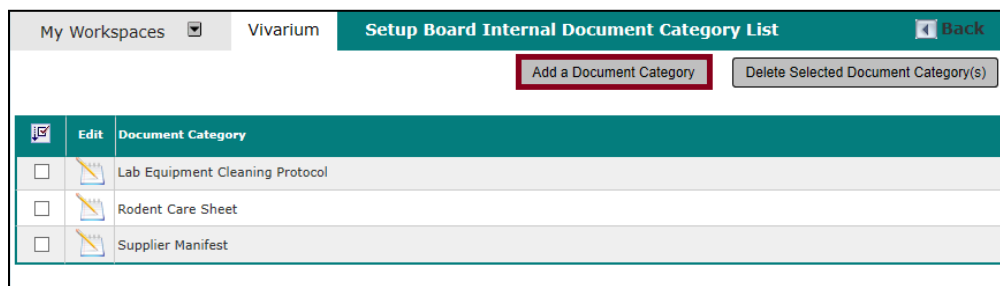 My Workspaces Vivarium Setup Board Internal Document Category List Back
Add a Document Category Delete Selected Document Category(s)
Edit Document Category
Lab Equipment Cleaning Protocol
Rodent Care Sheet
Supplier Manifest